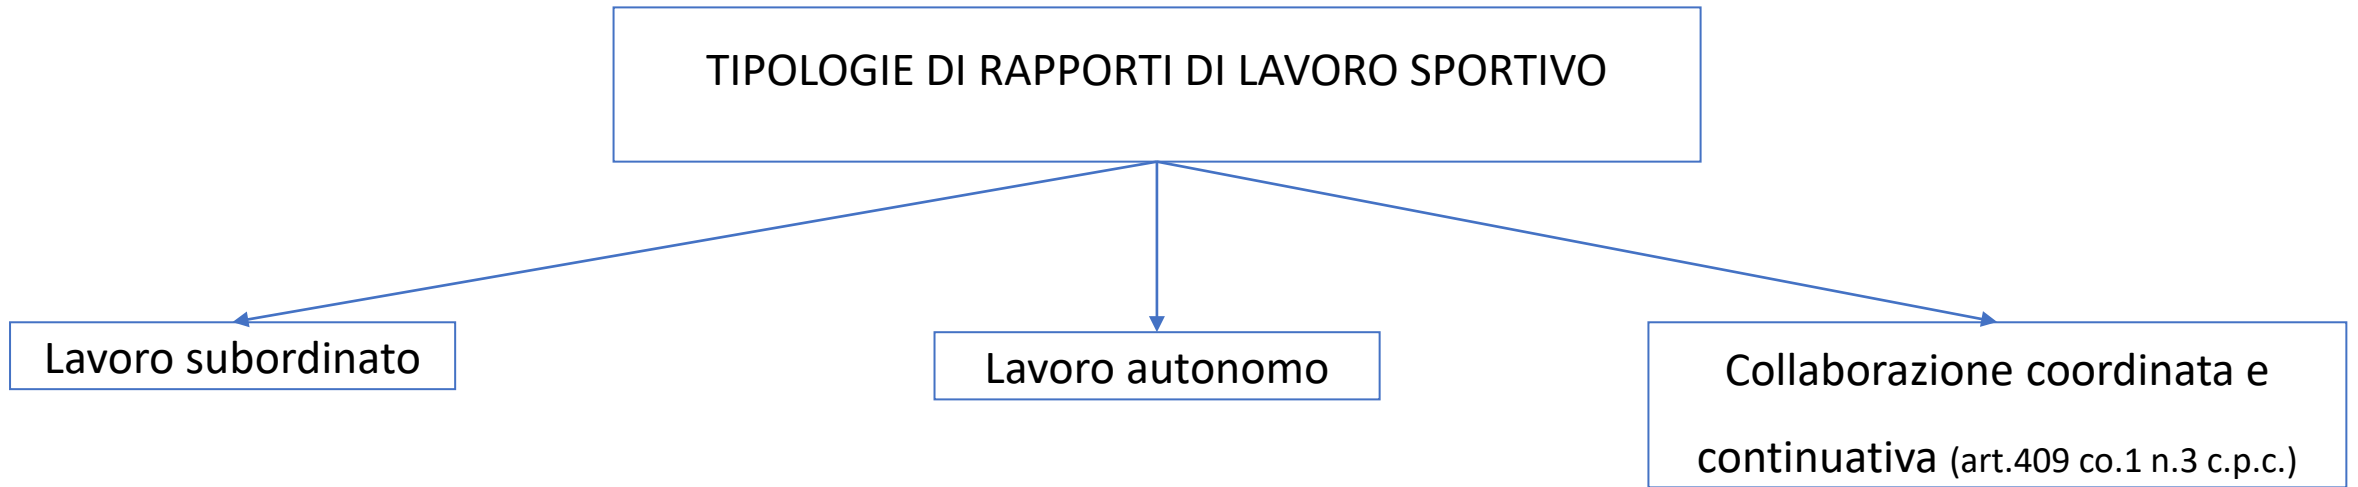 TIPOLOGIE DI RAPPORTI DI LAVORO SPORTIVO
Lavoro subordinato
Lavoro autonomo
Collaborazione coordinata e
continuativa (art.409 co.1 n.3 c.p.c.)